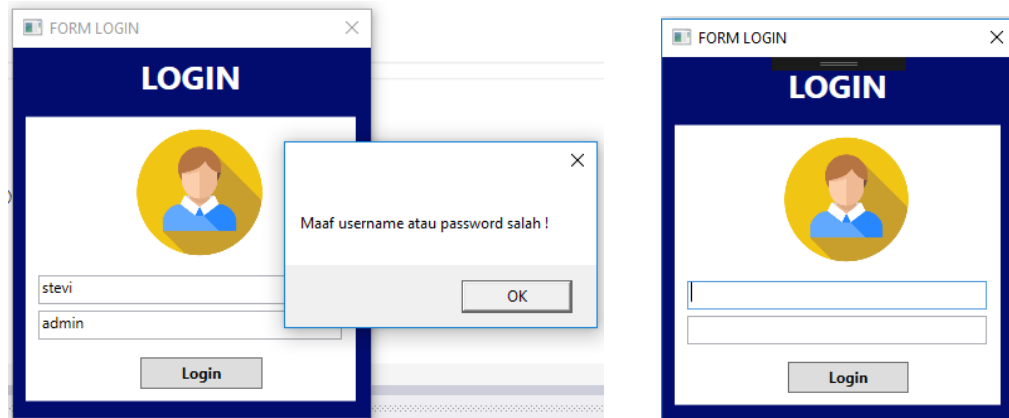 FORM LOGIN
LOGIN
stevi
admin
Login
Maaf username atau password salah !
OK
FORM LOGIN
LOGIN
Login